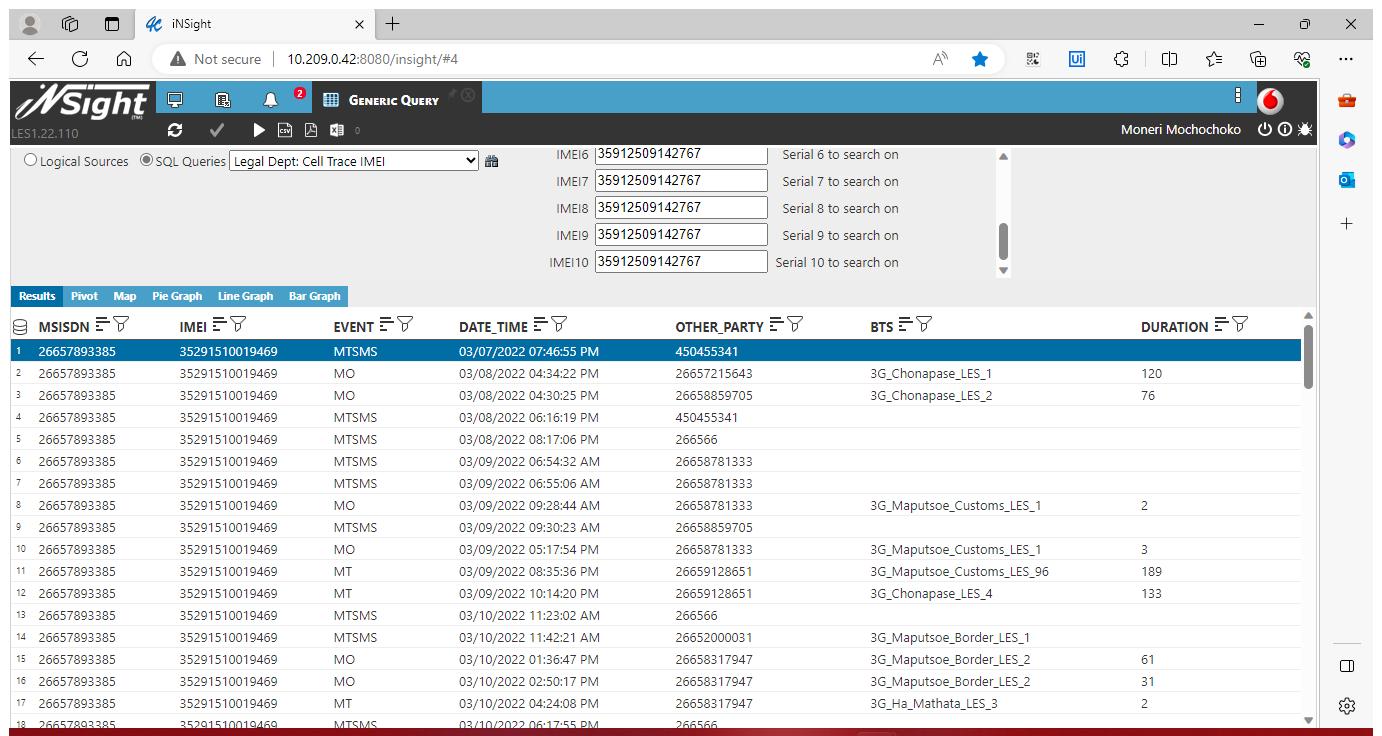 iNSight
Not secure 10.209.0.42:8080/insight/#4
iNSight (TM) 2 GENERIC QUERY
LES1.22.110 CSV 0 Moneri Mochochoko
Logical Sources SQL Queries Legal Dept: Cell Trace IMEI
IMEI6 35912509142767 Serial 6 to search on
IMEI7 35912509142767 Serial 7 to search on
IMEI8 35912509142767 Serial 8 to search on
IMEI9 35912509142767 Serial 9 to search on
IMEI10 35912509142767 Serial 10 to search on
Results Pivot Map Pie Graph Line Graph Bar Graph
MSISDN IMEI EVENT DATE_TIME OTHER_PARTY BTS DURATION
1 26657893385 35291510019469 MTSMS 03/07/2022 07:46:55 PM 450455341
2 26657893385 35291510019469 MO 03/08/2022 04:34:22 PM 26657215643 3G_Chonapase_LES_1 120
3 26657893385 35291510019469 MO 03/08/2022 04:30:25 PM 26658859705 3G_Chonapase_LES_2 76
4 26657893385 35291510019469 MTSMS 03/08/2022 06:16:19 PM 450455341
5 26657893385 35291510019469 MTSMS 03/08/2022 08:17:06 PM 266566
6 26657893385 35291510019469 MTSMS 03/09/2022 06:54:32 AM 26658781333
7 26657893385 35291510019469 MTSMS 03/09/2022 06:55:06 AM 26658781333
8 26657893385 35291510019469 MO 03/09/2022 09:28:44 AM 26658781333 3G_Maputsoe_Customs_LES_1 2
9 26657893385 35291510019469 MTSMS 03/09/2022 09:30:23 AM 26658859705
10 26657893385 35291510019469 MO 03/09/2022 05:17:54 PM 26658781333 3G_Maputsoe_Customs_LES_1 3
11 26657893385 35291510019469 MT 03/09/2022 08:35:36 PM 26659128651 3G_Maputsoe_Customs_LES_96 189
12 26657893385 35291510019469 MT 03/09/2022 10:14:20 PM 26659128651 3G_Chonapase_LES_4 133
13 26657893385 35291510019469 MTSMS 03/10/2022 11:23:02 AM 266566
14 26657893385 35291510019469 MTSMS 03/10/2022 11:42:21 AM 26652000031 3G_Maputsoe_Border_LES_1
15 26657893385 35291510019469 MO 03/10/2022 01:36:47 PM 26658317947 3G_Maputsoe_Border_LES_2 61
16 26657893385 35291510019469 MO 03/10/2022 02:50:17 PM 26658317947 3G_Maputsoe_Border_LES_2 31
17 26657893385 35291510019469 MT 03/10/2022 04:24:08 PM 26658317947 3G_Ha_Mathata_LES_3 2
18 26657893385 35291510019469 MTSMS 03/10/2022 06:17:55 PM 266566